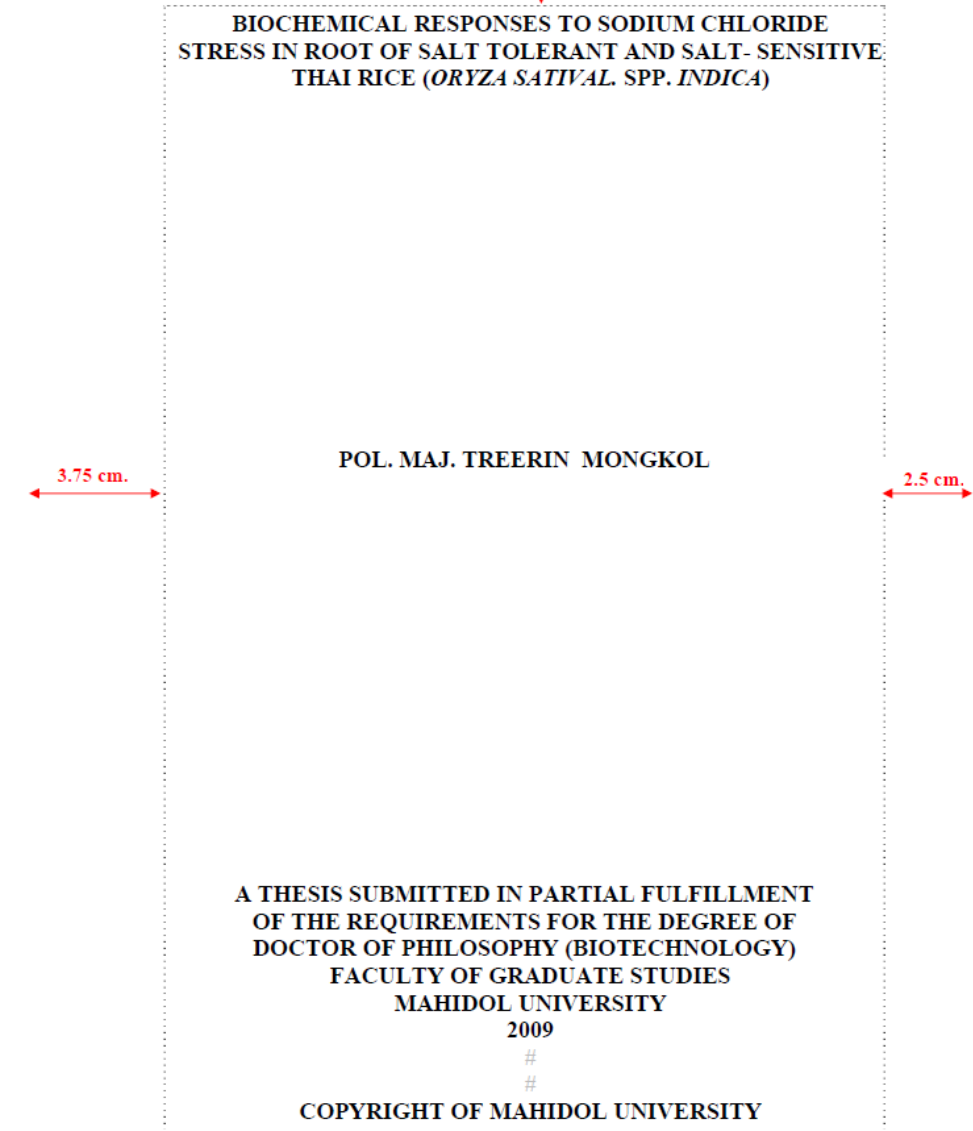 BIOCHEMICAL RESPONSES TO SODIUM CHLORIDE
STRESS IN ROOT OF SALT TOLERANT AND SALT- SENSITIVE
THAI RICE (ORYZA SATIVAL. SPP. INDICA)
POL. MAJ. TREERIN MONGKOL
3.75 cm.
2.5 cm.
A THESIS SUBMITTED IN PARTIAL FULFILLMENT
OF THE REQUIREMENTS FOR THE DEGREE OF
DOCTOR OF PHILOSOPHY (BIOTECHNOLOGY)
FACULTY OF GRADUATE STUDIES
MAHIDOL UNIVERSITY
2009
#
#
COPYRIGHT OF MAHIDOL UNIVERSITY